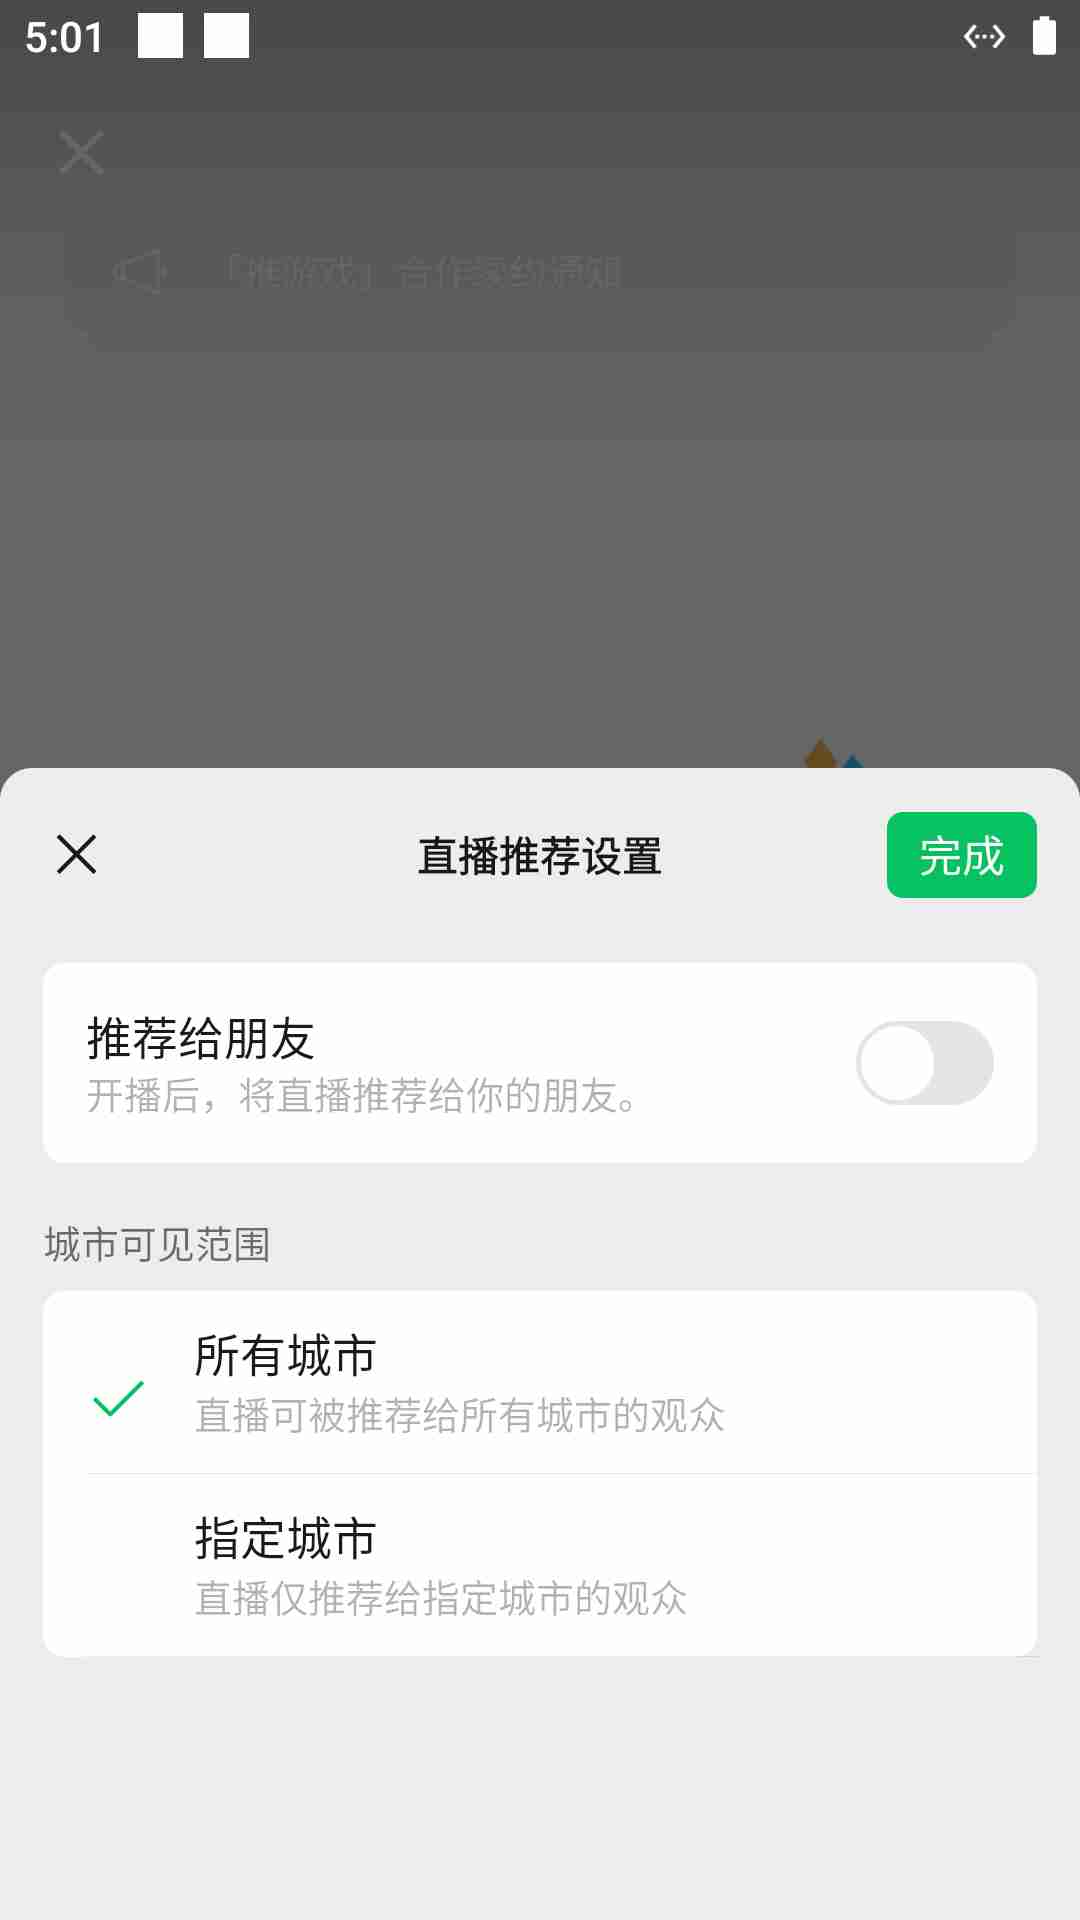 5:01
「推游戏」合作续约通知
直播推荐设置
完成
推荐给朋友
开播后，将直播推荐给你的朋友。
城市可见范围
所有城市
直播可被推荐给所有城市的观众
指定城市
直播仅推荐给指定城市的观众